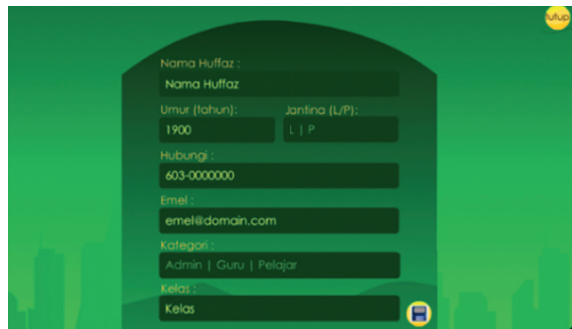 tutup
Nama Huffaz :
Nama Huffaz
Umur (tahun): Jantina (L/P):
1900 L | P
Hubungi :
603-0000000
Emel :
emel@domain.com
Kategori :
Admin | Guru | Pelajar
Kelas :
Kelas